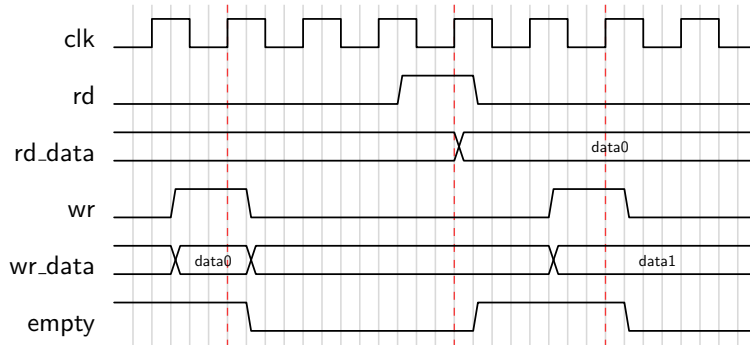 clk
rd
rd_data
data0
wr
wr_data
data0
data1
empty